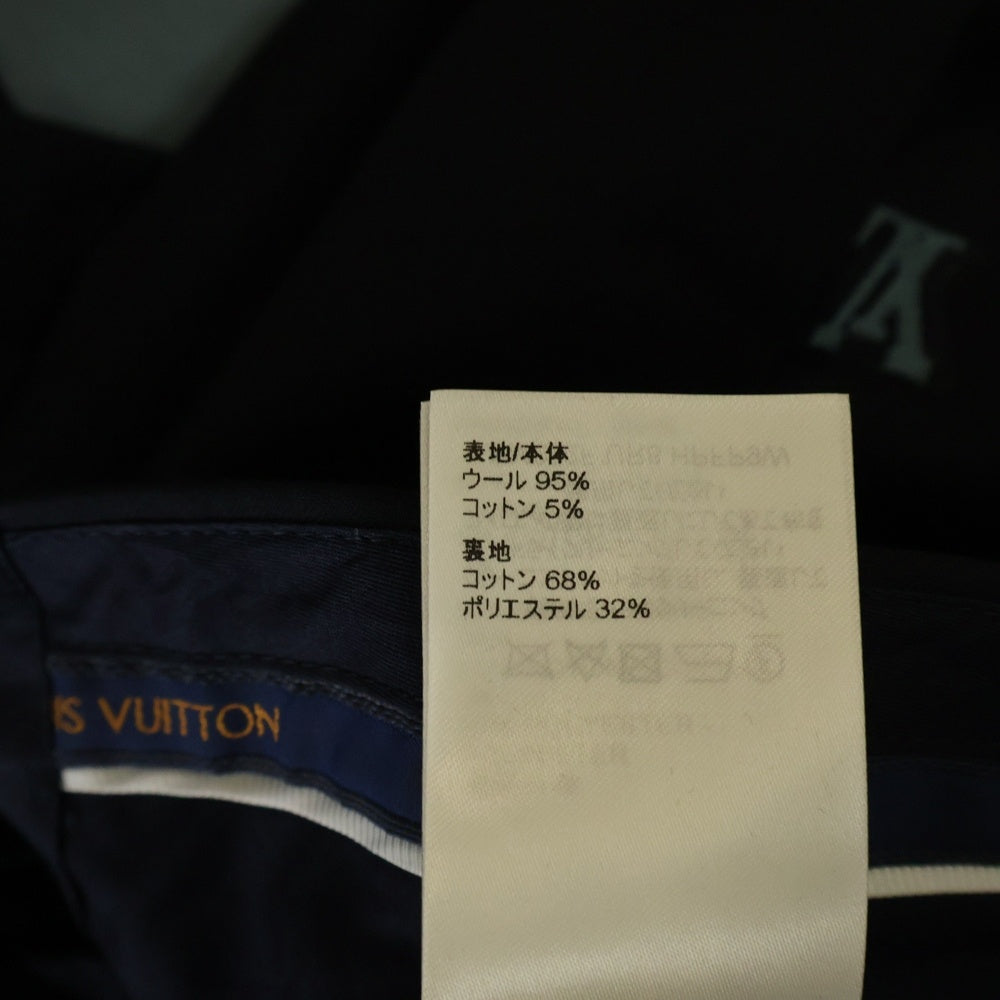 表地/本体
ウール 95%
コットン 5%
裏地
コットン 68%
ポリエステル 32%
IS VUITTON